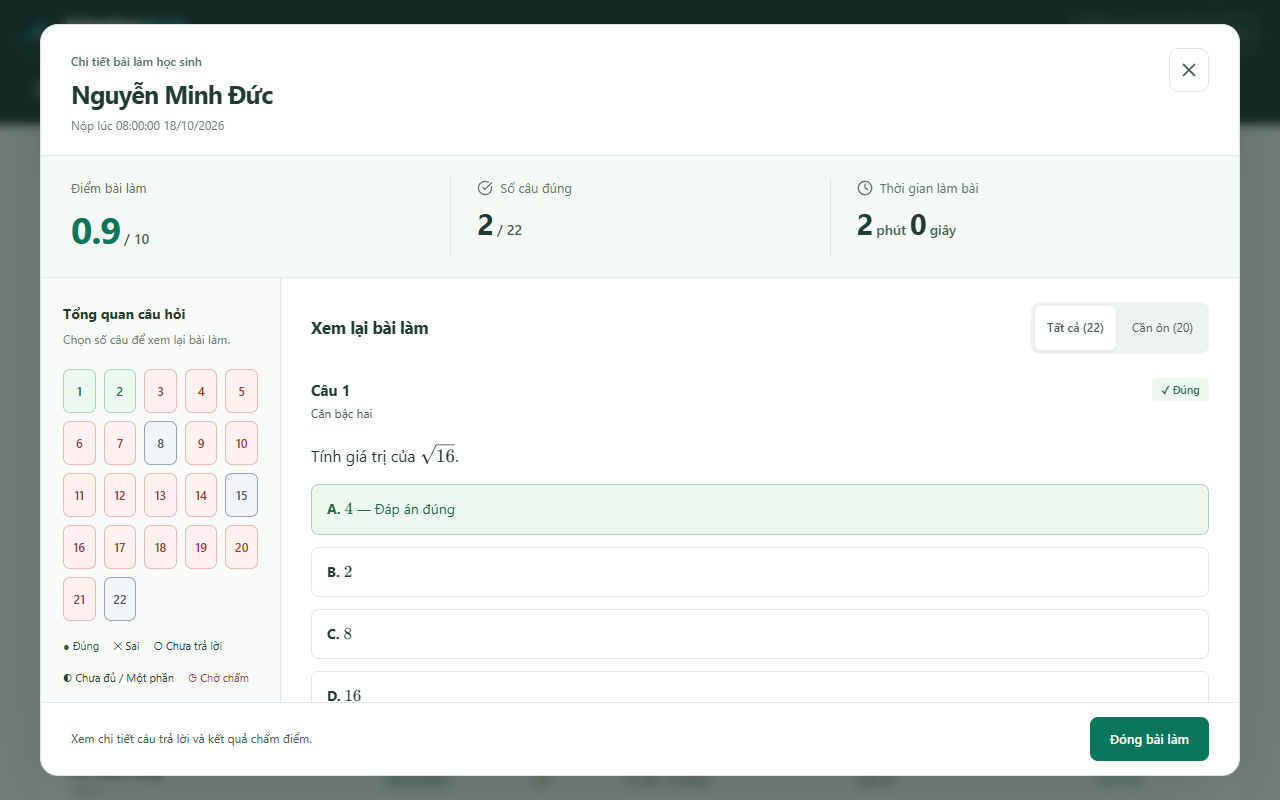 Chi tiết bài làm học sinh
Nguyễn Minh Đức
Nộp lúc 08:00:00 18/10/2026
Điểm bài làm
0.9 / 10
Số câu đúng
2 / 22
Thời gian làm bài
2 phút 0 giây
Tổng quan câu hỏi
Chọn số câu để xem lại bài làm.
1 2 3 4 5
6 7 8 9 10
11 12 13 14 15
16 17 18 19 20
21 22
● Đúng ✕ Sai ○ Chưa trả lời
◐ Chưa đủ / Một phần ◷ Chờ chấm
Xem lại bài làm
Tất cả (22) Cần ôn (20)
Câu 1
✓ Đúng
Căn bậc hai
Tính giá trị của √16.
A. 4 — Đáp án đúng
B. 2
C. 8
D. 16
Xem chi tiết câu trả lời và kết quả chấm điểm.
Đóng bài làm